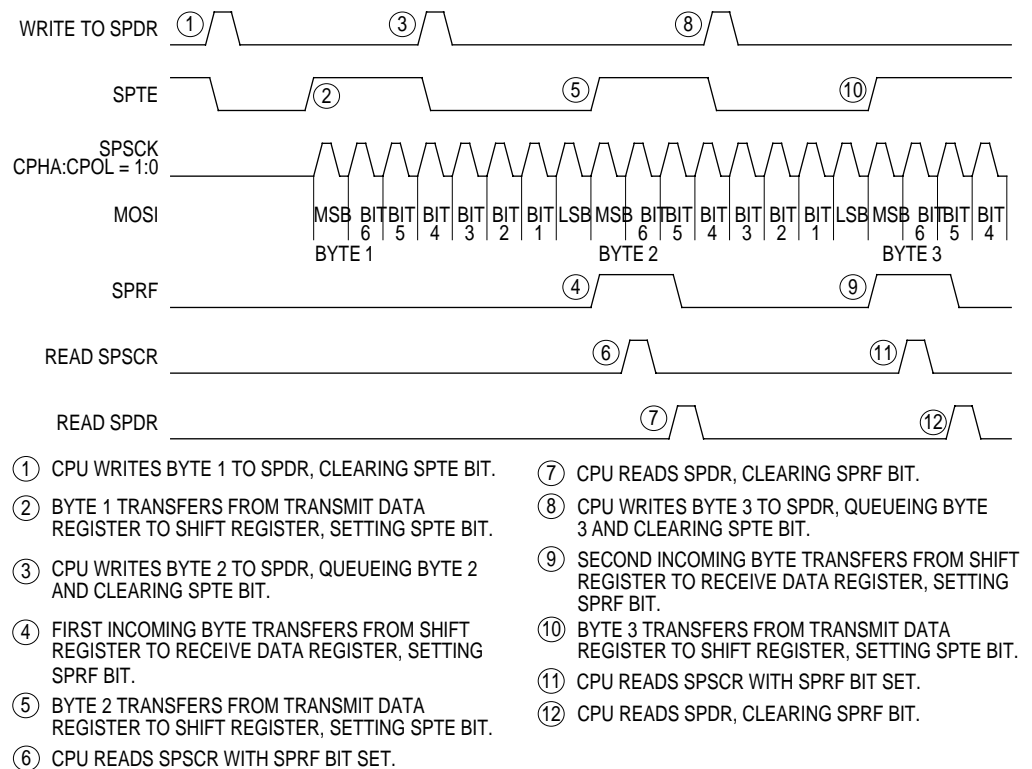 WRITE TO SPDR 1 3 8
SPTE 2 5 10
SPSCK
CPHA:CPOL = 1:0
MOSI MSB BIT 6 BIT 5 BIT 4 BIT 3 BIT 2 BIT 1 LSB MSB BIT 6 BIT 5 BIT 4 BIT 3 BIT 2 BIT 1 LSB MSB BIT 6 BIT 5 BIT 4
BYTE 1 BYTE 2 BYTE 3
SPRF 4 9
READ SPSCR 6 11
READ SPDR 7 12
1 CPU WRITES BYTE 1 TO SPDR, CLEARING SPTE BIT.
2 BYTE 1 TRANSFERS FROM TRANSMIT DATA
REGISTER TO SHIFT REGISTER, SETTING SPTE BIT.
3 CPU WRITES BYTE 2 TO SPDR, QUEUEING BYTE 2
AND CLEARING SPTE BIT.
4 FIRST INCOMING BYTE TRANSFERS FROM SHIFT
REGISTER TO RECEIVE DATA REGISTER, SETTING
SPRF BIT.
5 BYTE 2 TRANSFERS FROM TRANSMIT DATA
REGISTER TO SHIFT REGISTER, SETTING SPTE BIT.
6 CPU READS SPSCR WITH SPRF BIT SET.
7 CPU READS SPDR, CLEARING SPRF BIT.
8 CPU WRITES BYTE 3 TO SPDR, QUEUEING BYTE
3 AND CLEARING SPTE BIT.
9 SECOND INCOMING BYTE TRANSFERS FROM SHIFT
REGISTER TO RECEIVE DATA REGISTER, SETTING
SPRF BIT.
10 BYTE 3 TRANSFERS FROM TRANSMIT DATA
REGISTER TO SHIFT REGISTER, SETTING SPTE BIT.
11 CPU READS SPSCR WITH SPRF BIT SET.
12 CPU READS SPDR, CLEARING SPRF BIT.